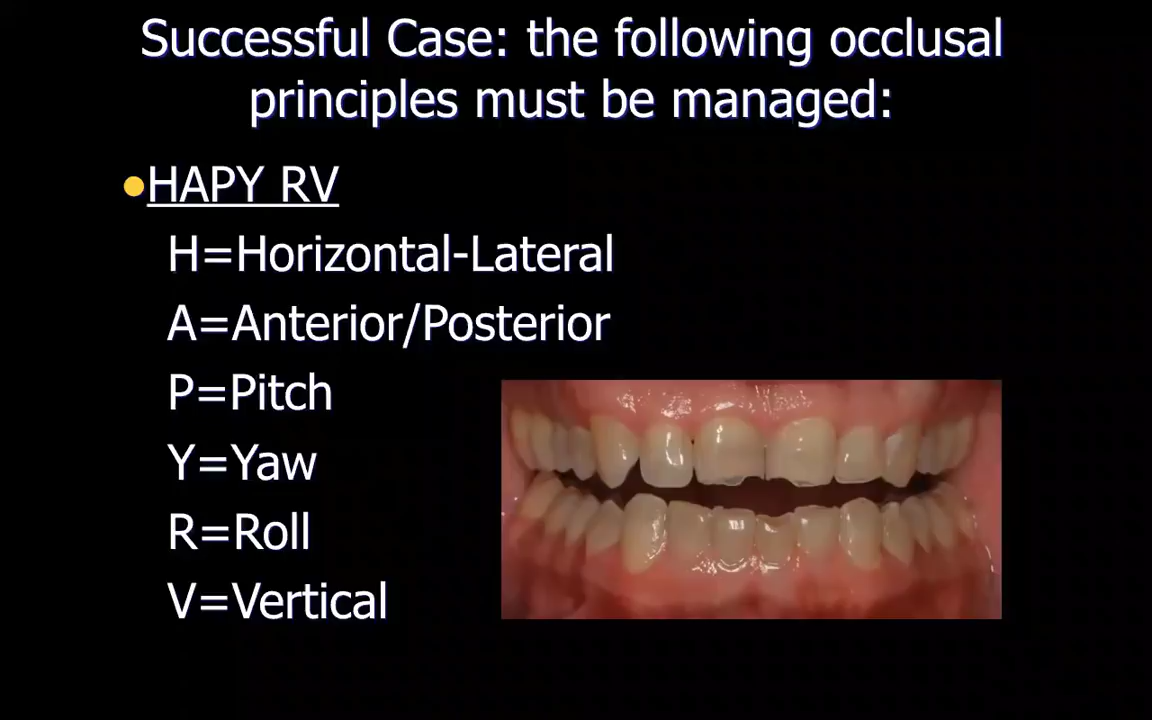 Successful Case: the following occlusal
principles must be managed:
•HAPY RV
H=Horizontal-Lateral
A=Anterior/Posterior
P=Pitch
Y=Yaw
R=Roll
V=Vertical